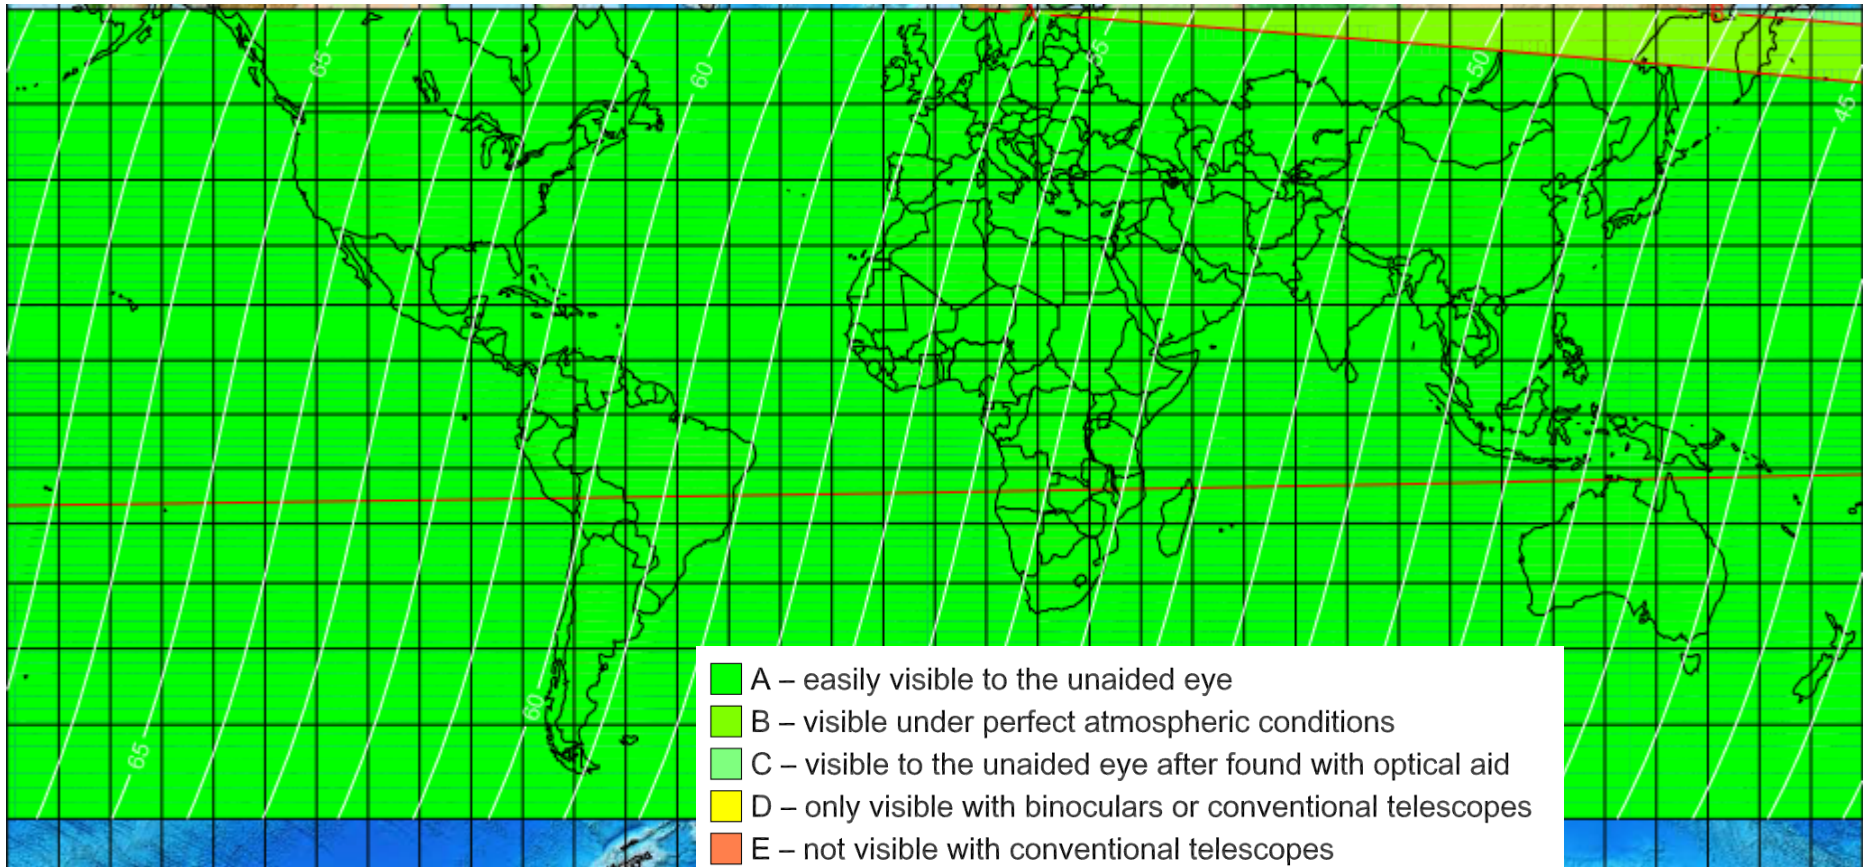 A
B
65
60
55
50
45
60
65
A – easily visible to the unaided eye
B – visible under perfect atmospheric conditions
C – visible to the unaided eye after found with optical aid
D – only visible with binoculars or conventional telescopes
E – not visible with conventional telescopes